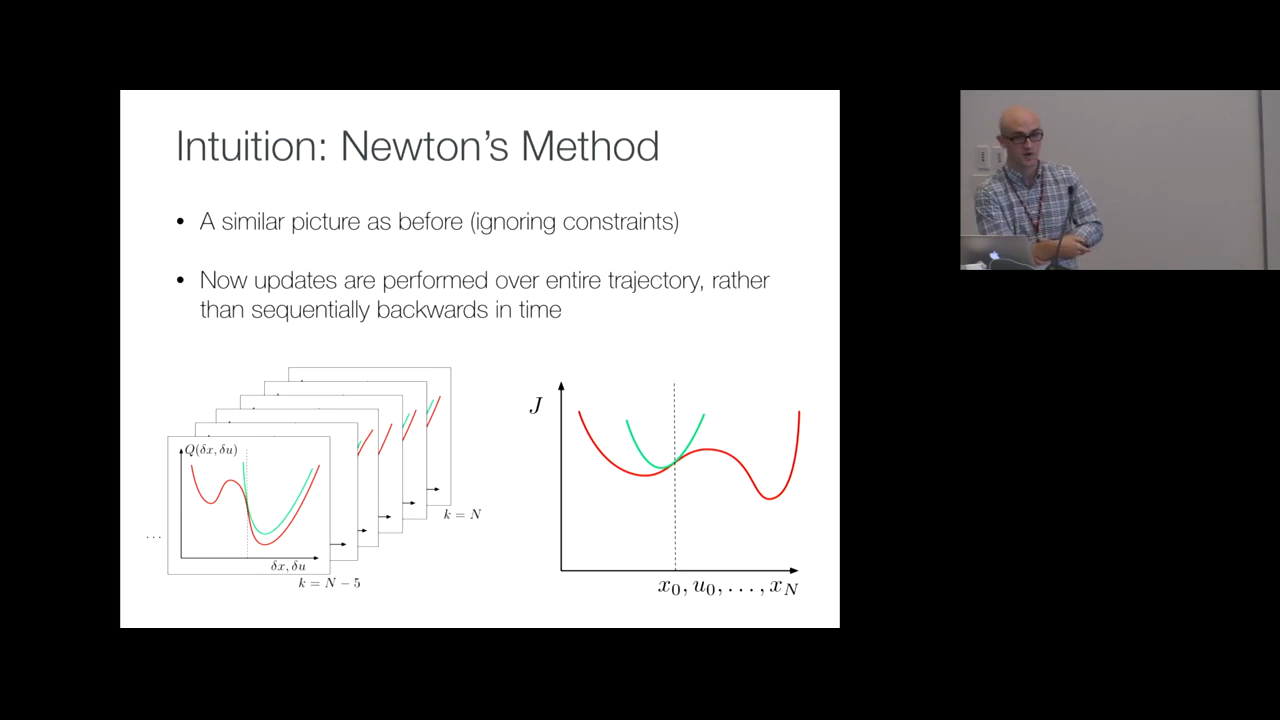 Intuition: Newton's Method
• A similar picture as before (ignoring constraints)
• Now updates are performed over entire trajectory, rather
than sequentially backwards in time
Q(δx, δu)
δx, δu
...
k = N − 5
k = N
J
x₀, u₀, . . . , x_N